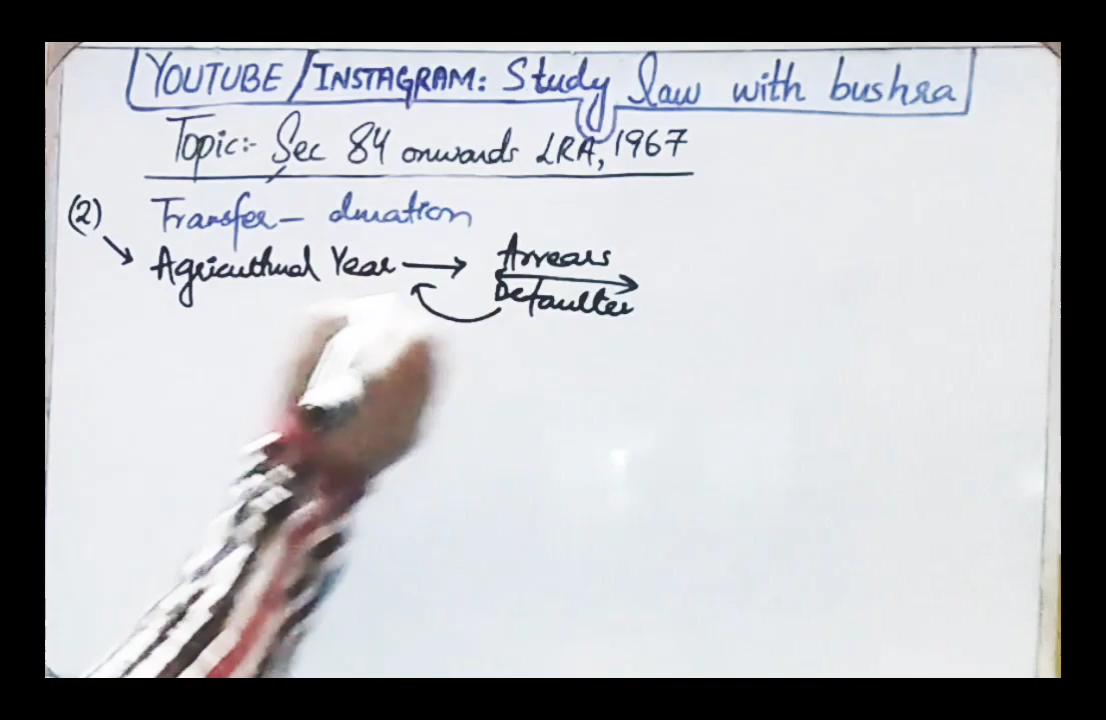 YOUTUBE / INSTAGRAM: Study law with bushra
Topic:- Sec 84 onwards LRA, 1967
(2) Transfer - duration
Agricultural Year → Arrears
Defaulter